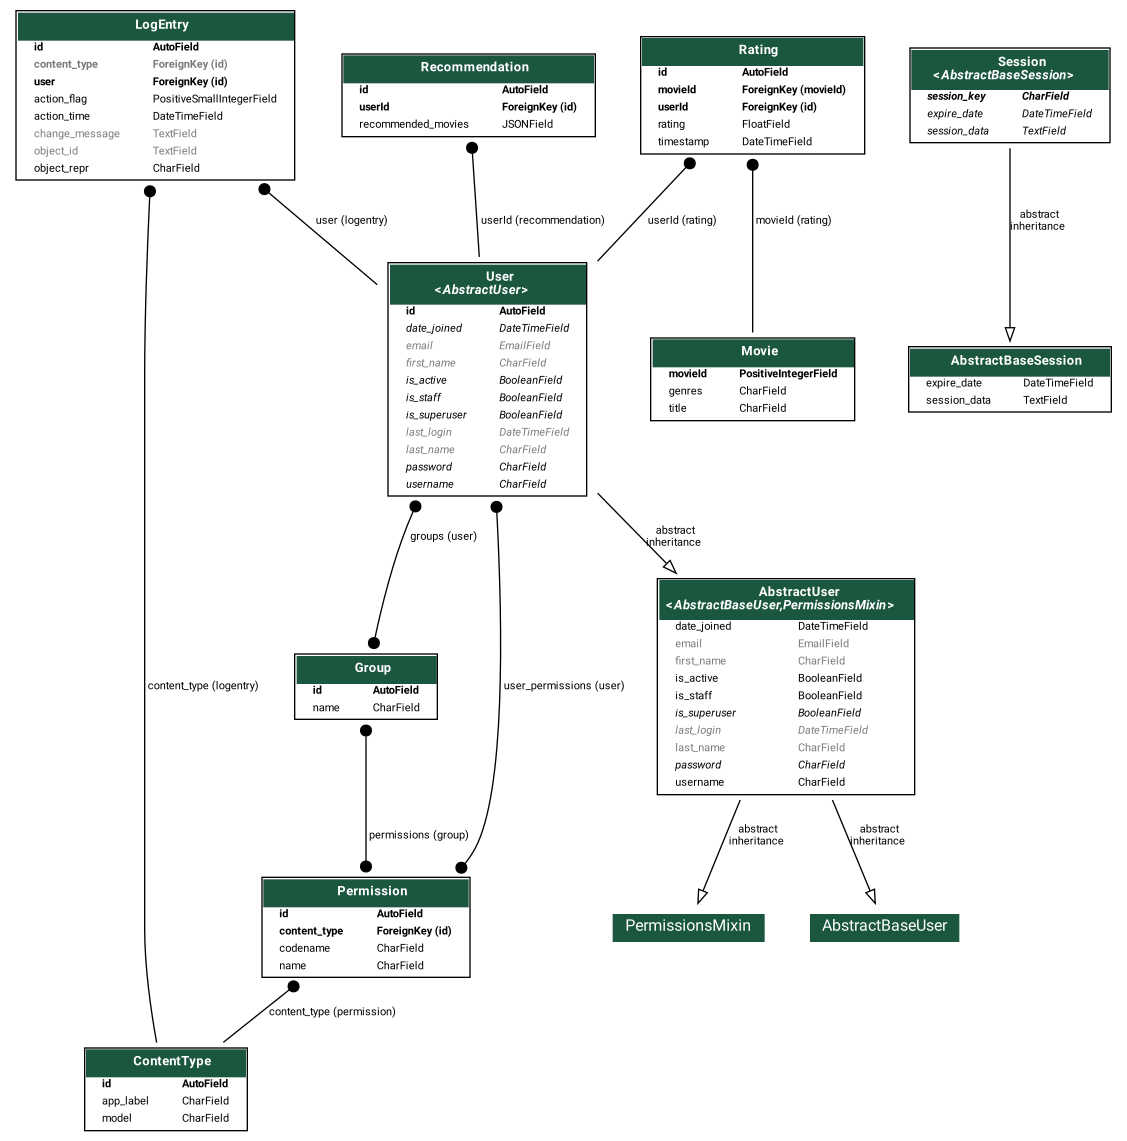 LogEntry
id AutoField
content_type ForeignKey (id)
user ForeignKey (id)
action_flag PositiveSmallIntegerField
action_time DateTimeField
change_message TextField
object_id TextField
object_repr CharField
Recommendation
id AutoField
userId ForeignKey (id)
recommended_movies JSONField
Rating
id AutoField
movieId ForeignKey (movieId)
userId ForeignKey (id)
rating FloatField
timestamp DateTimeField
Session
<AbstractBaseSession>
session_key CharField
expire_date DateTimeField
session_data TextField
user (logentry)
userId (recommendation)
userId (rating)
movieId (rating)
abstract
inheritance
User
<AbstractUser>
id AutoField
date_joined DateTimeField
email EmailField
first_name CharField
is_active BooleanField
is_staff BooleanField
is_superuser BooleanField
last_login DateTimeField
last_name CharField
password CharField
username CharField
Movie
movieId PositiveIntegerField
genres CharField
title CharField
AbstractBaseSession
expire_date DateTimeField
session_data TextField
groups (user)
abstract
inheritance
AbstractUser
<AbstractBaseUser,PermissionsMixin>
date_joined DateTimeField
email EmailField
first_name CharField
is_active BooleanField
is_staff BooleanField
is_superuser BooleanField
last_login DateTimeField
last_name CharField
password CharField
username CharField
Group
id AutoField
name CharField
content_type (logentry)
user_permissions (user)
permissions (group)
abstract
inheritance
abstract
inheritance
Permission
id AutoField
content_type ForeignKey (id)
codename CharField
name CharField
PermissionsMixin
AbstractBaseUser
content_type (permission)
ContentType
id AutoField
app_label CharField
model CharField